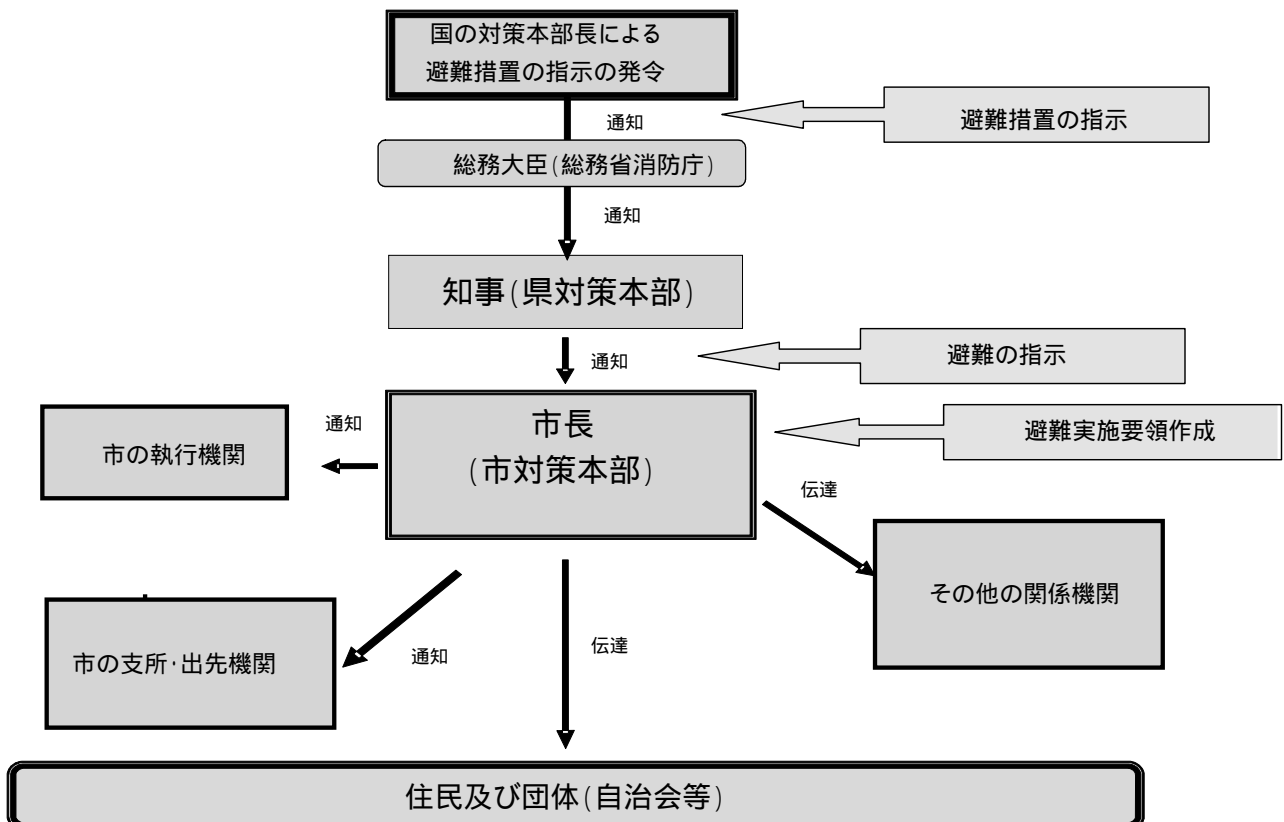 国の対策本部長による
避難措置の指示の発令
通知
避難措置の指示
総務大臣(総務省消防庁)
通知
知事(県対策本部)
通知
避難の指示
市長
(市対策本部)
避難実施要領作成
通知
市の執行機関
伝達
その他の関係機関
市の支所･出先機関
通知
伝達
住民及び団体(自治会等)